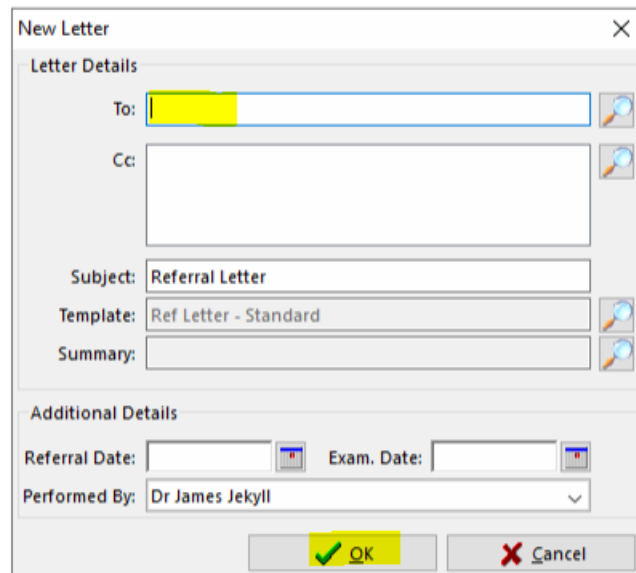 New Letter
Letter Details
To:
Cc:
Subject: Referral Letter
Template: Ref Letter - Standard
Summary:
Additional Details
Referral Date: Exam. Date:
Performed By: Dr James Jekyll
OK Cancel